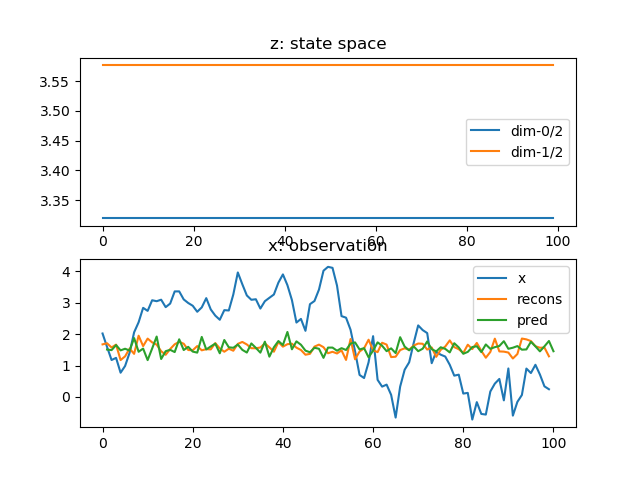 z: state space
3.55
3.50
3.45
3.40
3.35
dim-0/2
dim-1/2
0 20 40 60 80 100
x: observation
4
3
2
1
0
x
recons
pred
0 20 40 60 80 100